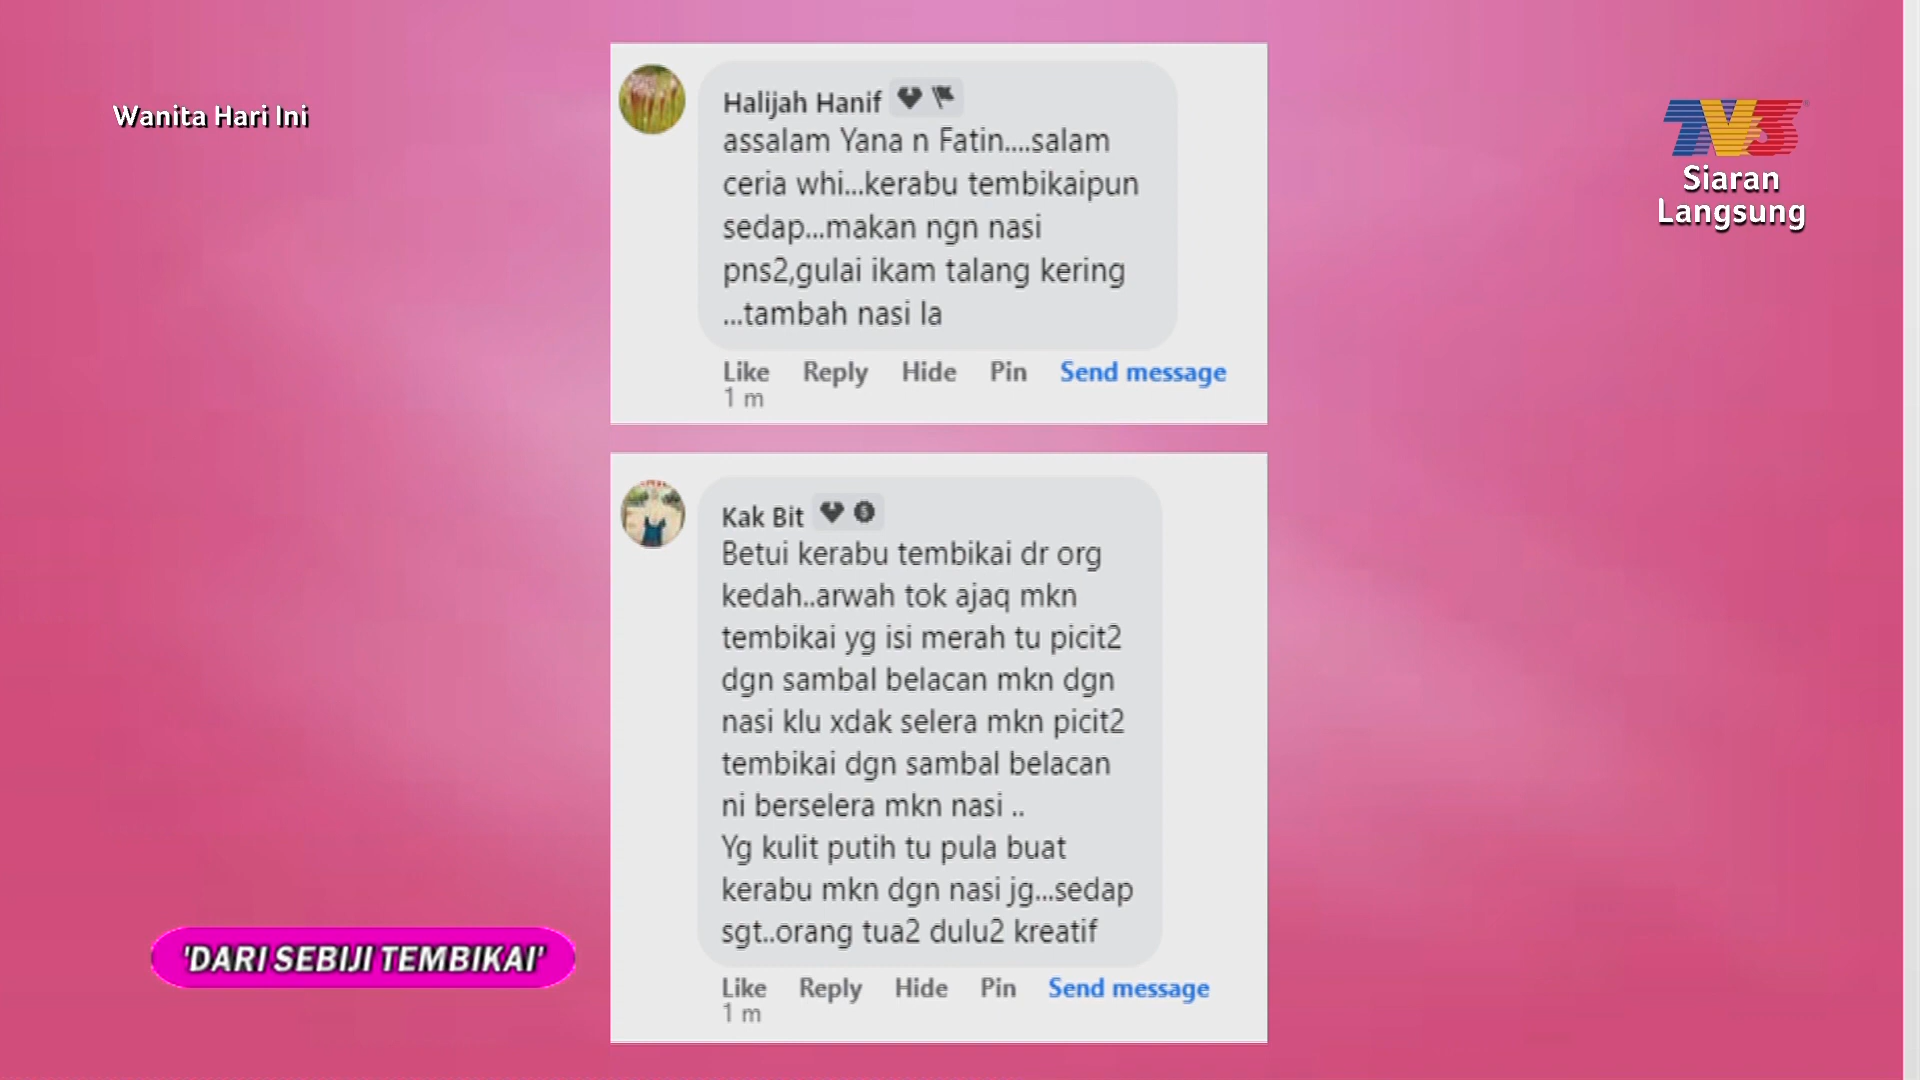 Wanita Hari Ini
TV3
Siaran
Langsung
Halijah Hanif
assalam Yana n Fatin....salam
ceria whi...kerabu tembikaipun
sedap...makan ngn nasi
pns2,gulai ikam talang kering
...tambah nasi la
Like Reply Hide Pin Send message
1 m
Kak Bit
Betui kerabu tembikai dr org
kedah..arwah tok ajaq mkn
tembikai yg isi merah tu picit2
dgn sambal belacan mkn dgn
nasi klu xdak selera mkn picit2
tembikai dgn sambal belacan
ni berselera mkn nasi ..
Yg kulit putih tu pula buat
kerabu mkn dgn nasi jg...sedap
sgt..orang tua2 dulu2 kreatif
Like Reply Hide Pin Send message
1 m
'DARI SEBIJI TEMBIKAI'